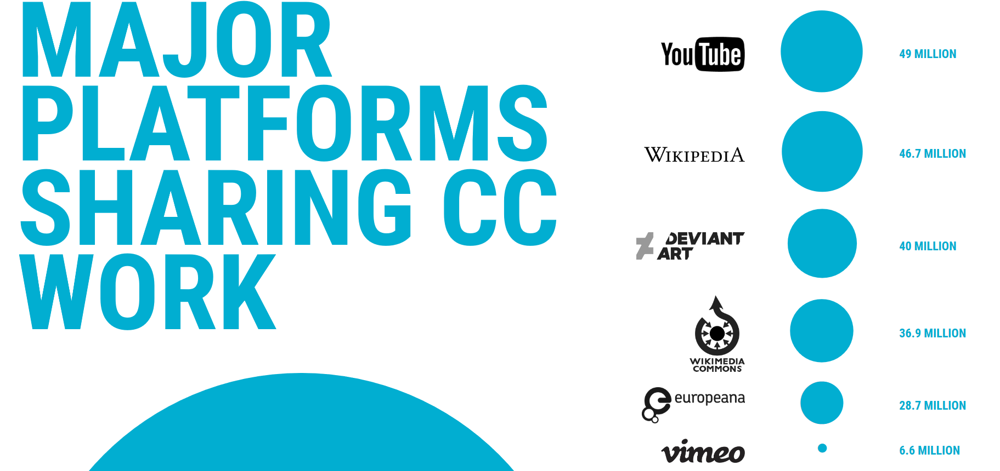 MAJOR
PLATFORMS
SHARING CC
WORK
YouTube
49 MILLION
WIKIPEDIA
46.7 MILLION
DEVIANT
ART
40 MILLION
WIKIMEDIA
COMMONS
36.9 MILLION
europeana
28.7 MILLION
vimeo
6.6 MILLION